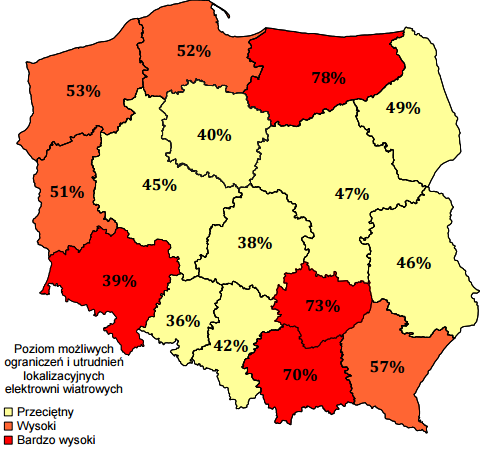 52%
78%
53%
49%
40%
45%
51%
47%
38%
46%
39%
73%
36%
42%
70%
57%
Poziom możliwych
ograniczeń i utrudnień
lokalizacyjnych
elektrowni wiatrowych
Przeciętny
Wysoki
Bardzo wysoki